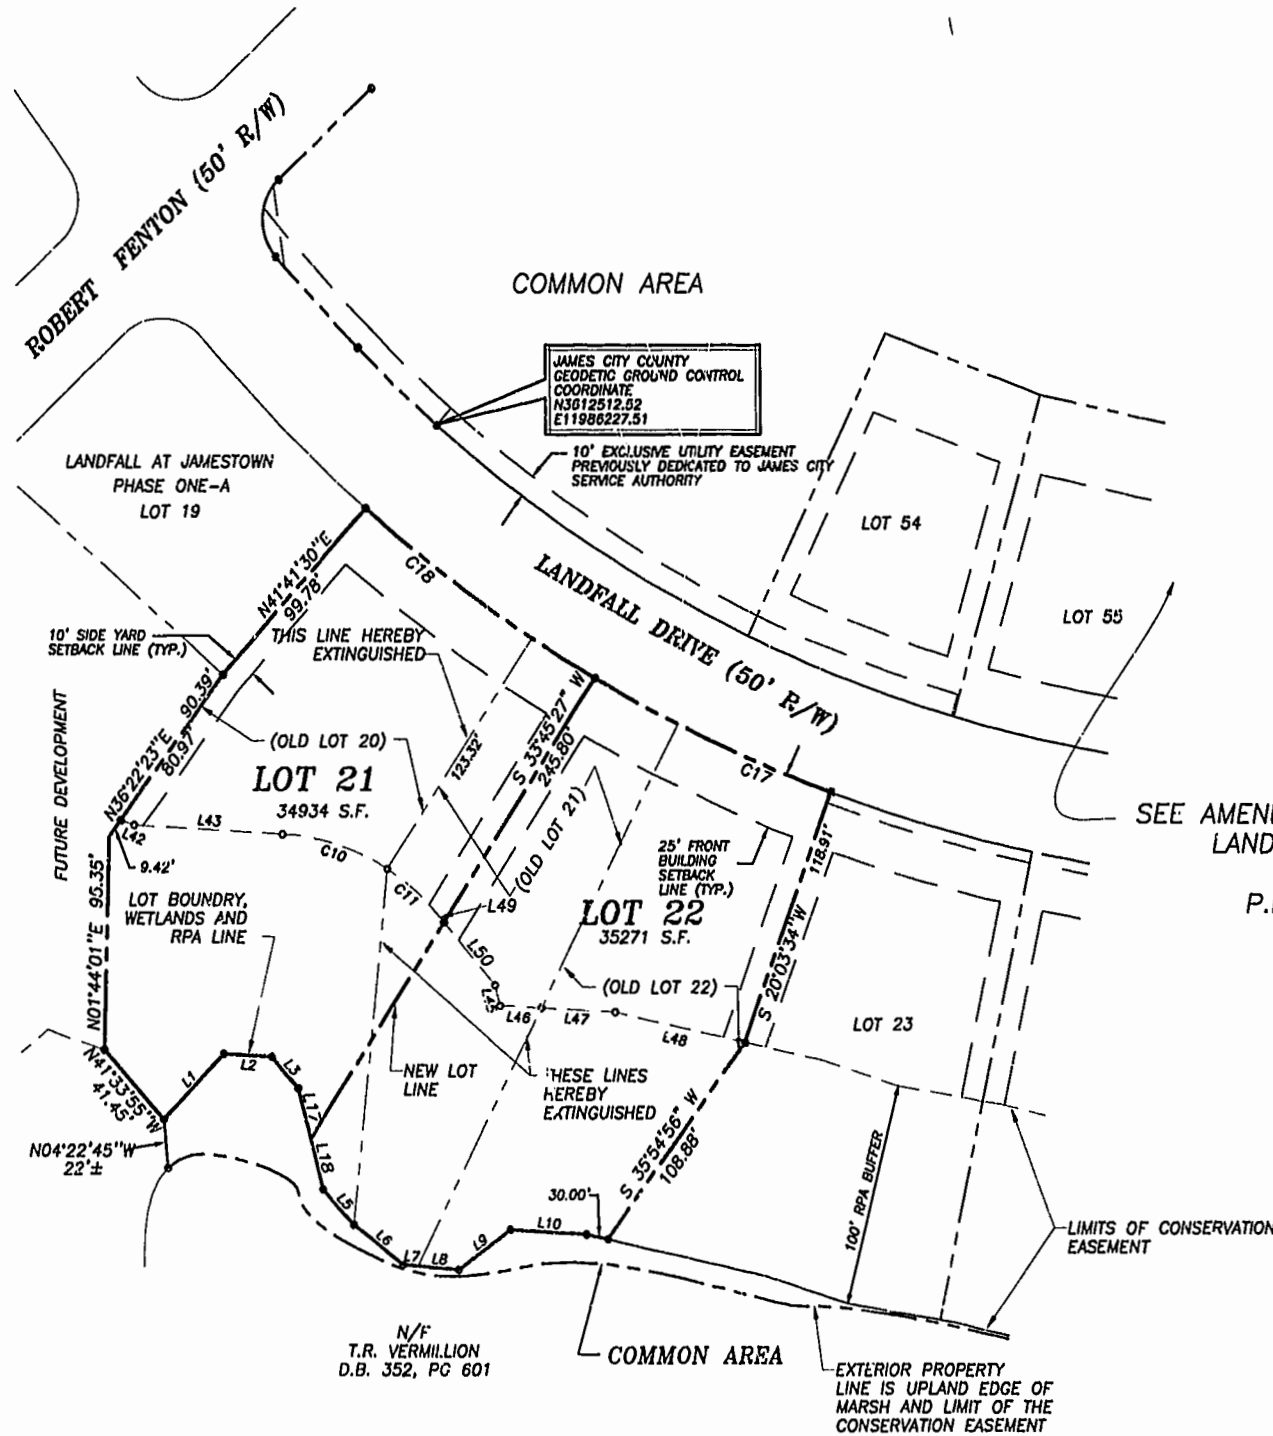 ROBERT FENTON (50' R/W)
COMMON AREA
JAMES CITY COUNTY
GEODETIC GROUND CONTROL
COORDINATE
N3612512.52
E11986227.51
10' EXCLUSIVE UTILITY EASEMENT
PREVIOUSLY DEDICATED TO JAMES CITY
SERVICE AUTHORITY
LANDFALL AT JAMESTOWN
PHASE ONE-A
LOT 19
LOT 54
LOT 55
LANDFALL DRIVE (50' R/W)
C18
N41°41'30"E
99.78'
10' SIDE YARD
SETBACK LINE (TYP.)
THIS LINE HEREBY
EXTINGUISHED
FUTURE DEVELOPMENT
N36°22'23"E 90.39'
80.97'
(OLD LOT 20)
LOT 21
34934 S.F.
123.32'
S 33°45'27" W
245.80'
(OLD LOT 21)
C17
SEE AMEN
LAND
P.
L42
L43
C10
C11
9.42'
(OLD LOT 21)
25' FRONT
BUILDING
SETBACK
LINE (TYP.)
118.91'
S 20°03'34" W
L49
LOT 22
35271 S.F.
LOT BOUNDRY,
WETLANDS AND
RPA LINE
N01°44'01"E 95.35'
L50
L45
L46
L47
L48
(OLD LOT 22)
LOT 23
N41°33'55"W
41.45'
L1
L2
L3
L17
L18
NEW LOT
LINE
THESE LINES
HEREBY
EXTINGUISHED
N04°22'45"W
22'±
S 35°54'56" W
108.88'
30.00'
100' RPA BUFFER
L5
L6
L7
L8
L9
L10
LIMITS OF CONSERVATION
EASEMENT
N/F
T.R. VERMILLION
D.B. 352, PG 601
COMMON AREA
EXTERIOR PROPERTY
LINE IS UPLAND EDGE OF
MARSH AND LIMIT OF THE
CONSERVATION EASEMENT